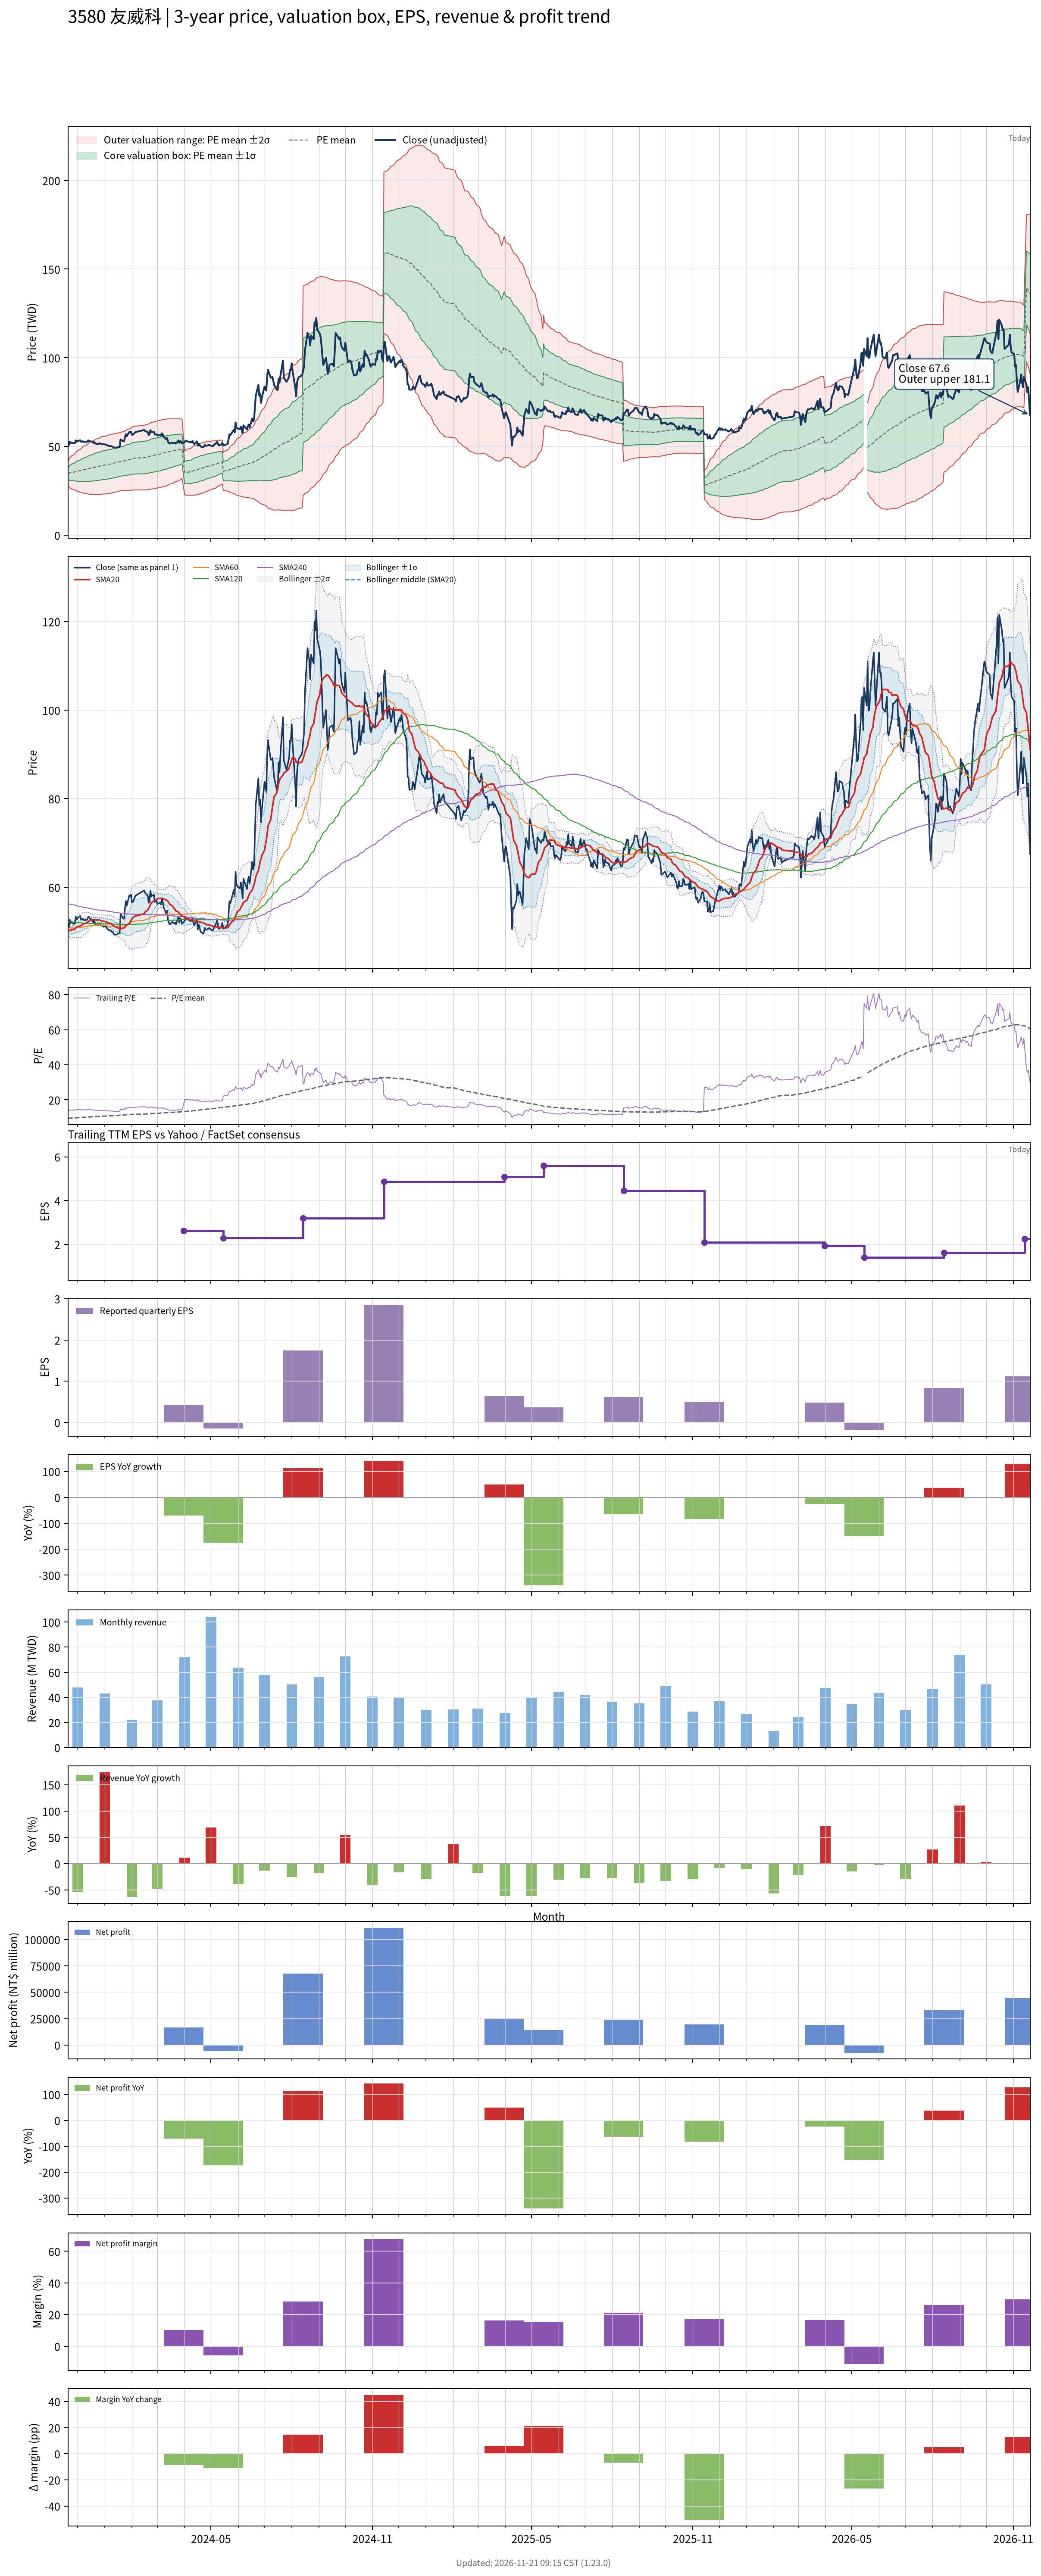 3580 友威科 | 3-year price, valuation box, EPS, revenue & profit trend
Outer valuation range: PE mean ±2σ
PE mean
Close (unadjusted)
Core valuation box: PE mean ±1σ
Today
200
150
100
50
0
Price (TWD)
Close 67.6
Outer upper 181.1
Close (same as panel 1)
SMA60
SMA240
Bollinger ±1σ
SMA20
SMA120
Bollinger ±2σ
Bollinger middle (SMA20)
120
100
80
60
Price
Trailing P/E
P/E mean
80
60
40
20
P/E
Trailing TTM EPS vs Yahoo / FactSet consensus
Today
6
4
2
EPS
Reported quarterly EPS
3
2
1
0
EPS
EPS YoY growth
100
0
-100
-200
-300
YoY (%)
Monthly revenue
100
80
60
40
20
0
Revenue (M TWD)
Revenue YoY growth
150
100
50
0
-50
YoY (%)
Month
Net profit
100000
75000
50000
25000
0
Net profit (NT$ million)
Net profit YoY
100
0
-100
-200
-300
YoY (%)
Net profit margin
60
40
20
0
Margin (%)
Margin YoY change
40
20
0
-20
-40
Δ margin (pp)
2024-05
2024-11
2025-05
2025-11
2026-05
2026-11
Updated: 2026-11-21 09:15 CST (1.23.0)